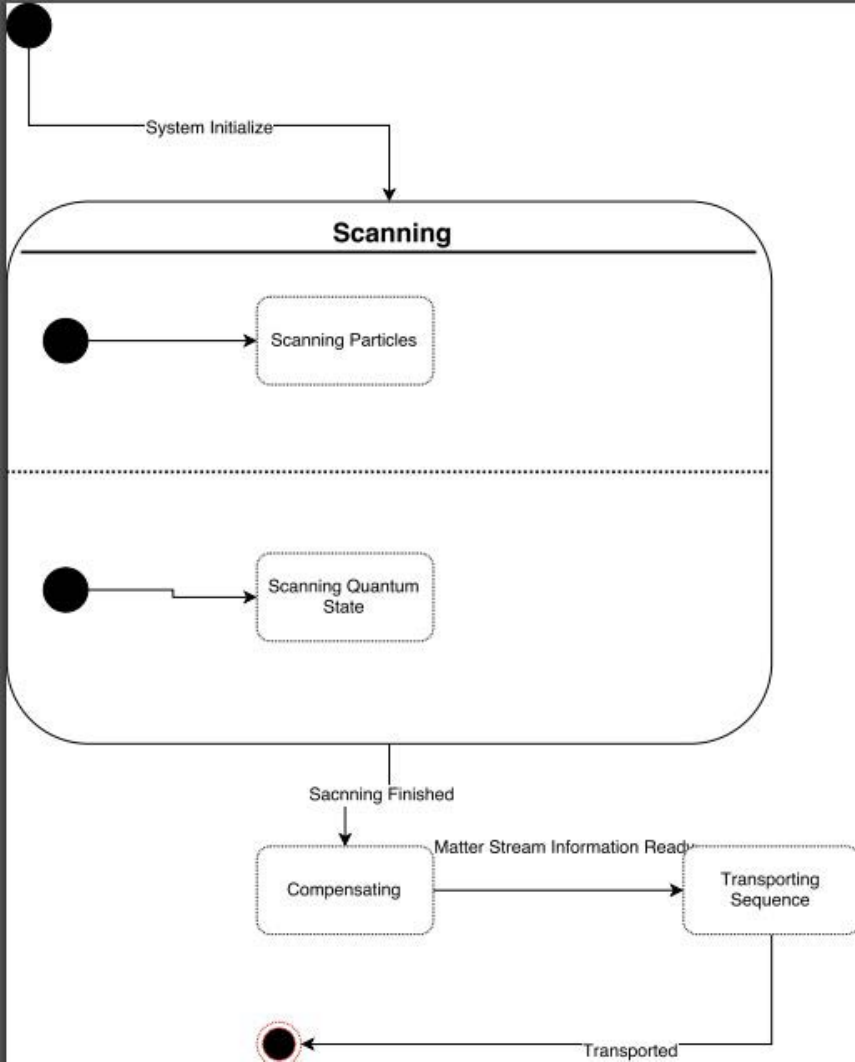 System Initialize
Scanning
Scanning Particles
Scanning Quantum
State
Sacnning Finished
Matter Stream Information Ready
Compensating
Transporting
Sequence
Transported